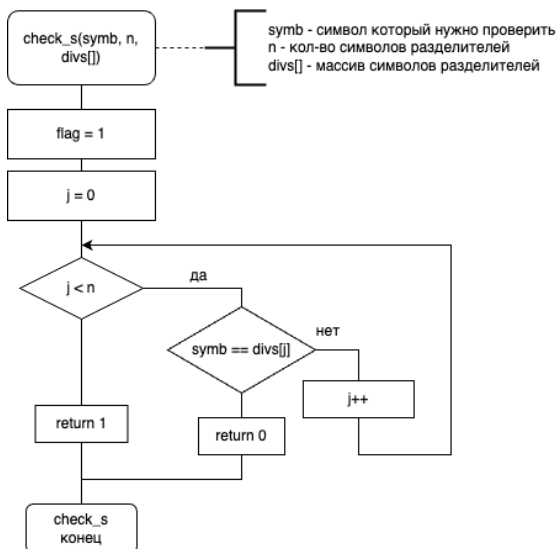 check_s(symb, n,
divs[])
symb - символ который нужно проверить
n - кол-во символов разделителей
divs[] - массив символов разделителей
flag = 1
j = 0
j < n
да
symb == divs[j]
нет
j++
return 1
return 0
check_s
конец